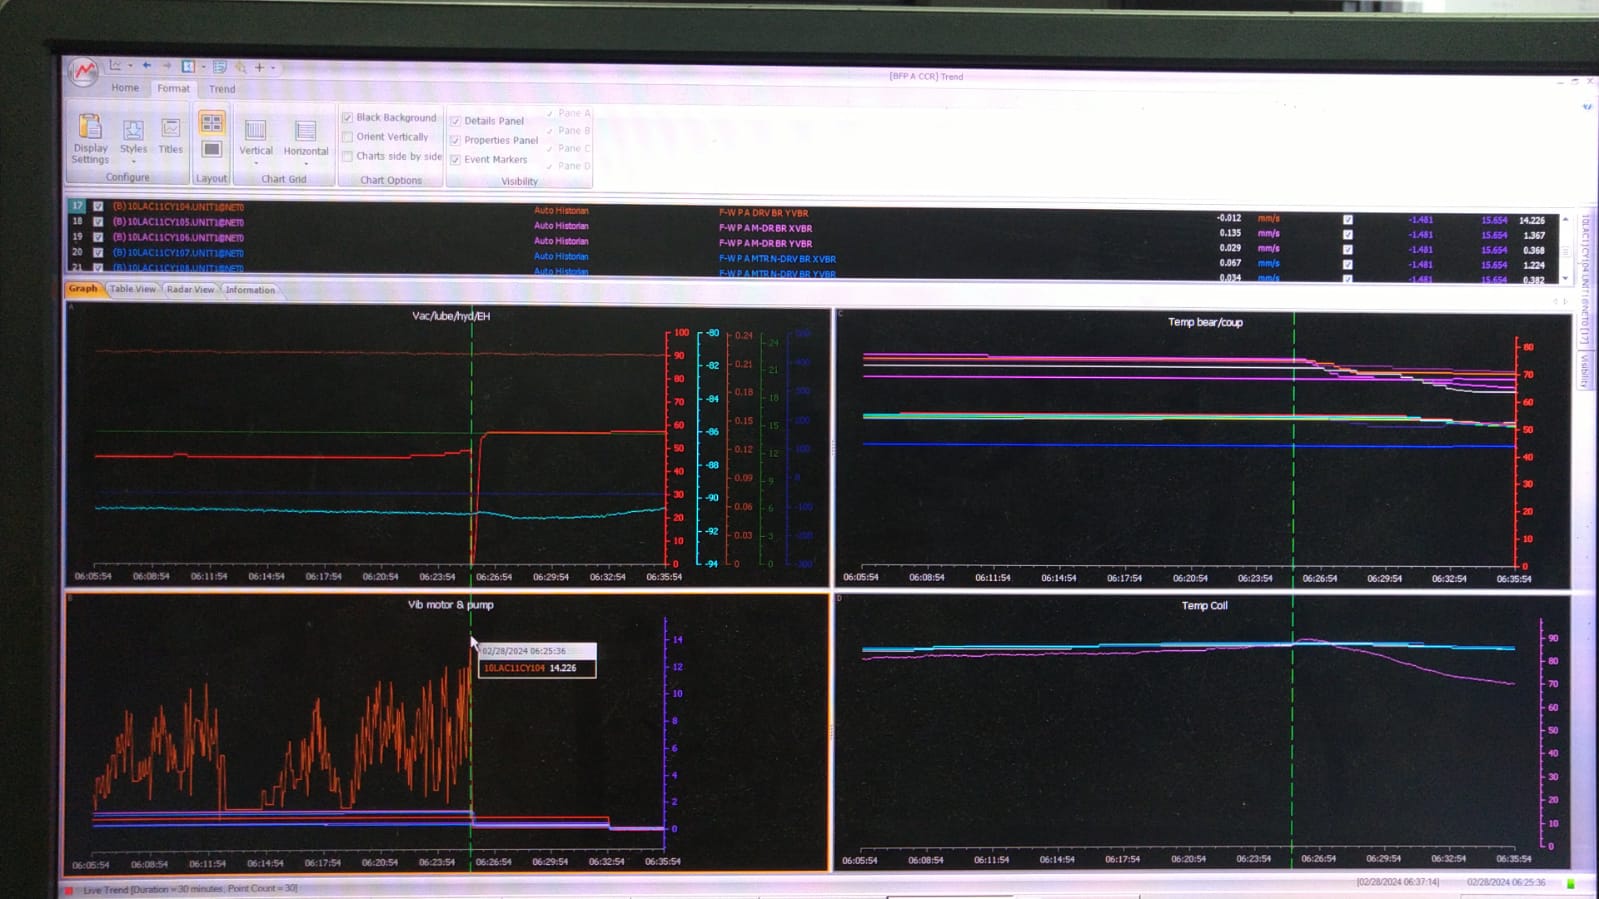 [BFP A CCR] Trend
Home Format Trend
Display Settings
Styles
Titles
Configure
Layout
Vertical
Horizontal
Chart Grid
Black Background
Orient Vertically
Charts side by side
Chart Options
Details Panel
Properties Panel
Event Markers
Pane A
Pane B
Pane C
Pane D
Visibility
17 (B)10LAC11CY104.UNIT1@NET0 Auto Historian F-W P A DRV BR YVBR -0.012 mm/s -1.481 15.654 14.226
18 (B)10LAC11CY105.UNIT1@NET0 Auto Historian F-W P A M-DR BR XVBR 0.135 mm/s -1.481 15.654 1.367
19 (B)10LAC11CY106.UNIT1@NET0 Auto Historian F-W P A M-DR BR YVBR 0.029 mm/s -1.481 15.654 0.368
20 (B)10LAC11CY107.UNIT1@NET0 Auto Historian F-W P A MTR N-DRV BR XVBR 0.067 mm/s -1.481 15.654 1.224
21 (B)10LAC11CY108.UNIT1@NET0 Auto Historian F-W P A MTR N-DRV BR YVBR 0.034 mm/s -1.481 15.654 0.382
10LAC11CY104.UNIT1@NET0 [17]
Visibility
Graph Table View Radar View Information
A
Vac/lube/hyd/EH
100 90 80 70 60 50 40 30 20 10 0
-80 -82 -84 -86 -88 -90 -92 -94
0.24 0.21 0.18 0.15 0.12 0.09 0.06 0.03 0
24 21 18 15 12 9 6 3 0
06:05:54 06:08:54 06:11:54 06:14:54 06:17:54 06:20:54 06:23:54 06:26:54 06:29:54 06:32:54 06:35:54
C
Temp bear/coup
80 70 60 50 40 30 20 10 0
06:05:54 06:08:54 06:11:54 06:14:54 06:17:54 06:20:54 06:23:54 06:26:54 06:29:54 06:32:54 06:35:54
B
Vib motor & pump
02/28/2024 06:25:36
10LAC11CY104 14.226
14 12 10 8 6 4 2 0
06:05:54 06:08:54 06:11:54 06:14:54 06:17:54 06:20:54 06:23:54 06:26:54 06:29:54 06:32:54 06:35:54
D
Temp Coil
90 80 70 60 50 40 30 20 10 0
06:05:54 06:08:54 06:11:54 06:14:54 06:17:54 06:20:54 06:23:54 06:26:54 06:29:54 06:32:54 06:35:54
Live Trend [Duration = 30 minutes, Point Count = 30]
[02/28/2024 06:37:14] 02/28/2024 06:25:36